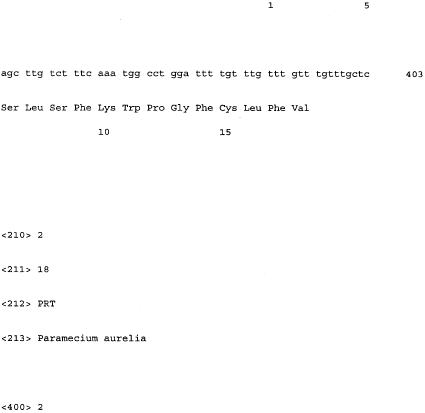 1 5
agc ttg tct ttc aaa tgg cct gga ttt tgt ttg ttt gtt tgtttgctc 403
Ser Leu Ser Phe Lys Trp Pro Gly Phe Cys Leu Phe Val
10 15
<210> 2
<211> 18
<212> PRT
<213> Paramecium aurelia
<400> 2